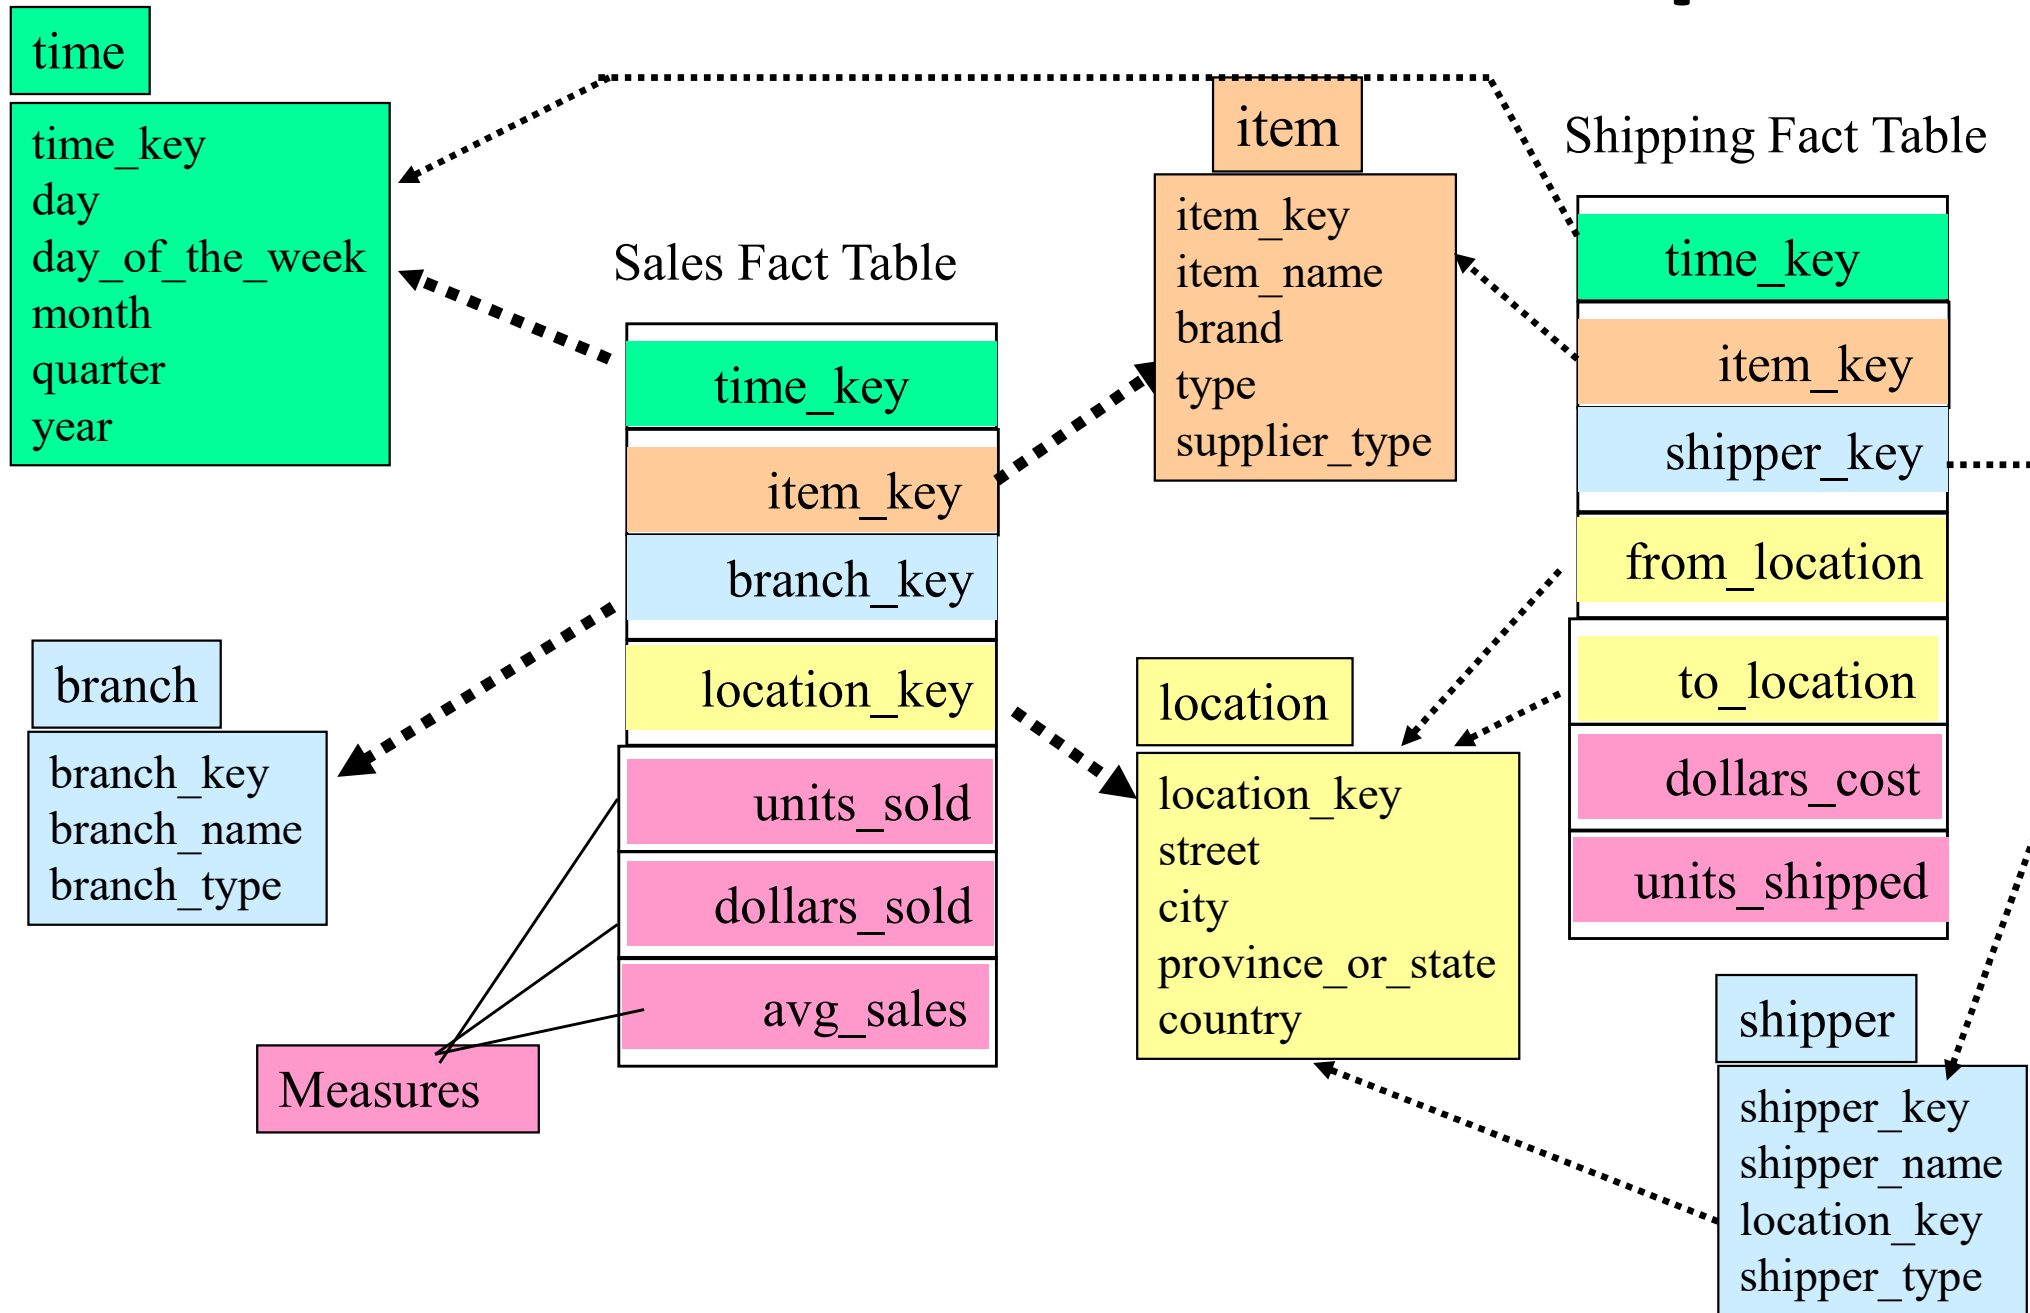 time
time_key
day
day_of_the_week
month
quarter
year
Sales Fact Table
time_key
item_key
branch_key
location_key
units_sold
dollars_sold
avg_sales
Measures
branch
branch_key
branch_name
branch_type
item
item_key
item_name
brand
type
supplier_type
location
location_key
street
city
province_or_state
country
Shipping Fact Table
time_key
item_key
shipper_key
from_location
to_location
dollars_cost
units_shipped
shipper
shipper_key
shipper_name
location_key
shipper_type